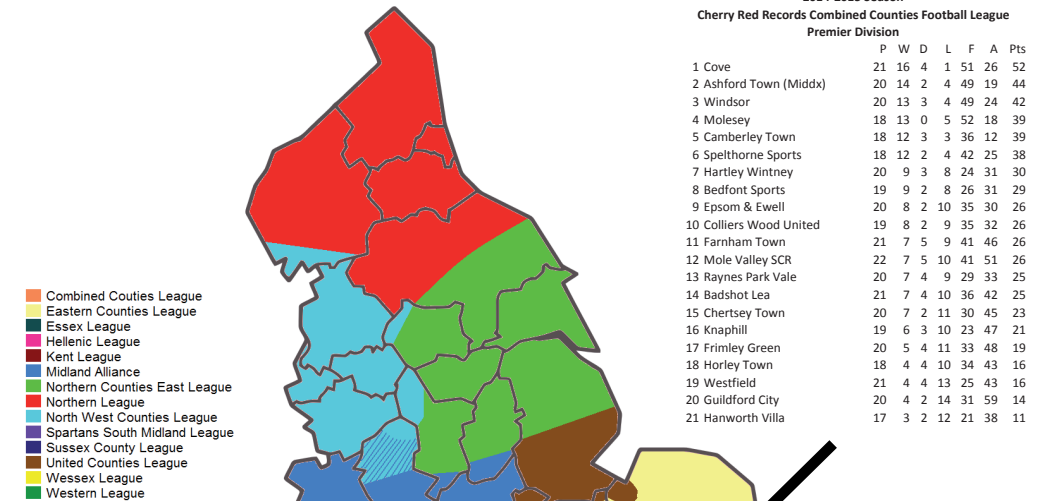 2014-2015 Season
Cherry Red Records Combined Counties Football League
Premier Division
P W D L F A Pts
1 Cove 21 16 4 1 51 26 52
2 Ashford Town (Middx) 20 14 2 4 49 19 44
3 Windsor 20 13 3 4 49 24 42
4 Molesey 18 13 0 5 52 18 39
5 Camberley Town 18 12 3 3 36 12 39
6 Spelthorne Sports 18 12 2 4 42 25 38
7 Hartley Wintney 20 9 3 8 24 31 30
8 Bedfont Sports 19 9 2 8 26 31 29
9 Epsom & Ewell 20 8 2 10 35 30 26
10 Colliers Wood United 19 8 2 9 35 32 26
11 Farnham Town 21 7 5 9 41 46 26
12 Mole Valley SCR 22 7 5 10 41 51 26
13 Raynes Park Vale 20 7 4 9 29 33 25
14 Badshot Lea 21 7 4 10 36 42 25
15 Chertsey Town 20 7 2 11 30 45 23
16 Knaphill 19 6 3 10 23 47 21
17 Frimley Green 20 5 4 11 33 48 19
18 Horley Town 18 4 4 10 34 43 16
19 Westfield 21 4 4 13 25 43 16
20 Guildford City 20 4 2 14 31 59 14
21 Hanworth Villa 17 3 2 12 21 38 11
Combined Couties League
Eastern Counties League
Essex League
Hellenic League
Kent League
Midland Alliance
Northern Counties East League
Northern League
North West Counties League
Spartans South Midland League
Sussex County League
United Counties League
Wessex League
Western League